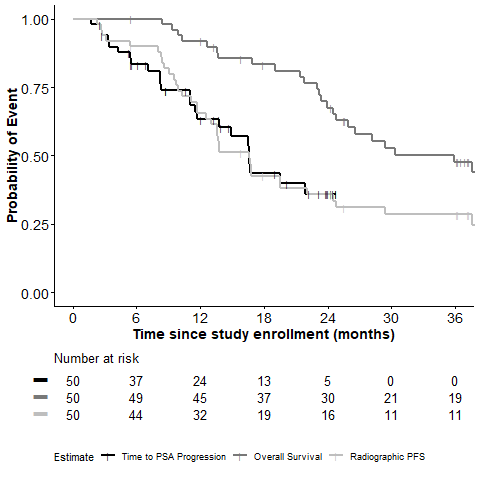 1.00
0.75
0.50
0.25
0.00
Probability of Event
0 6 12 18 24 30 36
Time since study enrollment (months)
Number at risk
50 37 24 13 5 0 0
50 49 45 37 30 21 19
50 44 32 19 16 11 11
Estimate Time to PSA Progression Overall Survival Radiographic PFS